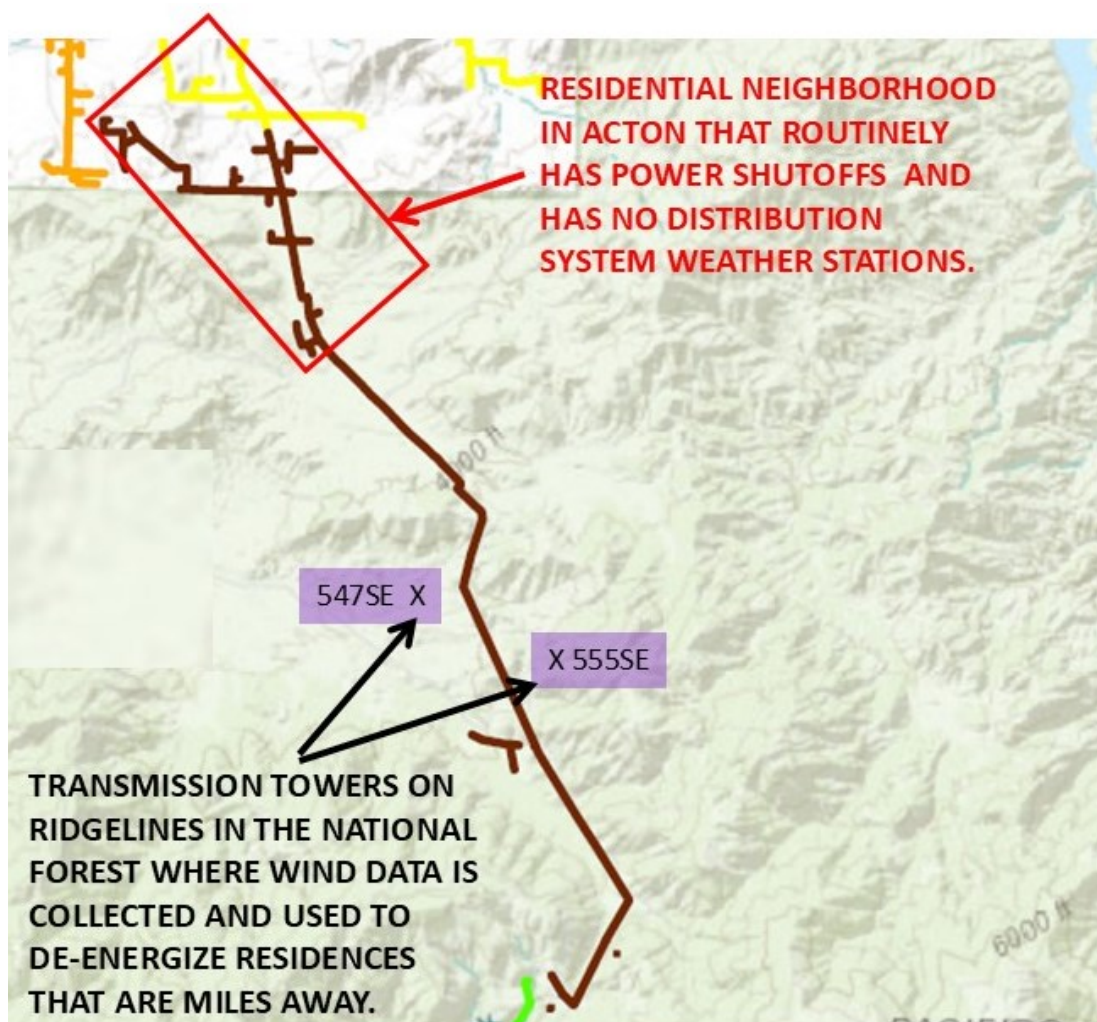 RESIDENTIAL NEIGHBORHOOD
IN ACTON THAT ROUTINELY
HAS POWER SHUTOFFS AND
HAS NO DISTRIBUTION
SYSTEM WEATHER STATIONS.
4000 ft
547SE X
X 555SE
TRANSMISSION TOWERS ON
RIDGELINES IN THE NATIONAL
FOREST WHERE WIND DATA IS
COLLECTED AND USED TO
DE-ENERGIZE RESIDENCES
THAT ARE MILES AWAY.
6000 ft